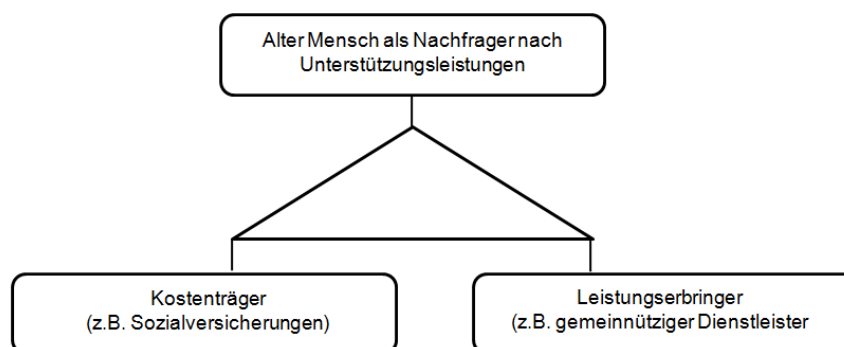 Alter Mensch als Nachfrager nach
Unterstützungsleistungen
Kostenträger
(z.B. Sozialversicherungen)
Leistungserbringer
(z.B. gemeinnütziger Dienstleister